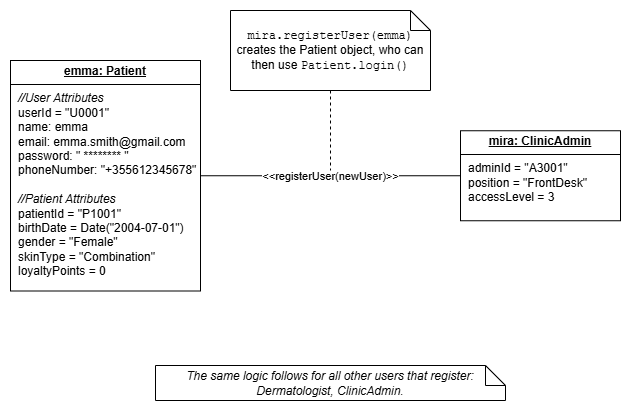 mira.registerUser(emma)
creates the Patient object, who can
then use Patient.login()
emma: Patient
//User Attributes
userId = "U0001"
name: emma
email: emma.smith@gmail.com
password: " ******** "
phoneNumber: "+355612345678"
//Patient Attributes
patientId = "P1001"
birthDate = Date("2004-07-01")
gender = "Female"
skinType = "Combination"
loyaltyPoints = 0
<<registerUser(newUser)>>
mira: ClinicAdmin
adminId = "A3001"
position = "FrontDesk"
accessLevel = 3
The same logic follows for all other users that register:
Dermatologist, ClinicAdmin.